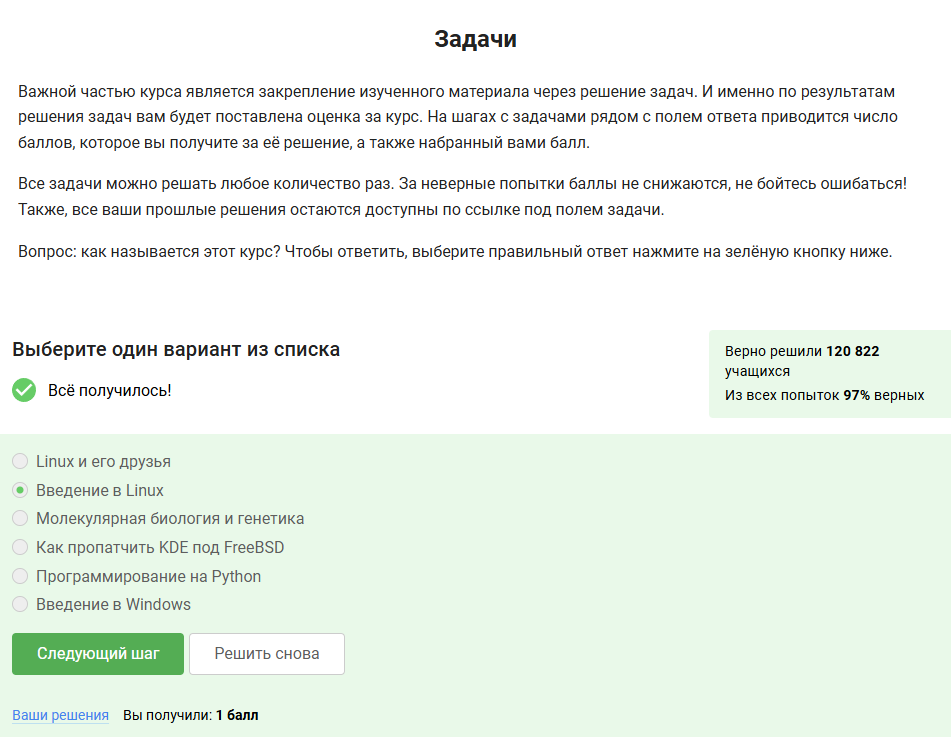 Задачи
Важной частью курса является закрепление изученного материала через решение задач. И именно по результатам
решения задач вам будет поставлена оценка за курс. На шагах с задачами рядом с полем ответа приводится число
баллов, которое вы получите за её решение, а также набранный вами балл.
Все задачи можно решать любое количество раз. За неверные попытки баллы не снижаются, не бойтесь ошибаться!
Также, все ваши прошлые решения остаются доступны по ссылке под полем задачи.
Вопрос: как называется этот курс? Чтобы ответить, выберите правильный ответ нажмите на зелёную кнопку ниже.
Выберите один вариант из списка
Всё получилось!
Верно решили 120 822
учащихся
Из всех попыток 97% верных
Linux и его друзья
Введение в Linux
Молекулярная биология и генетика
Как пропатчить KDE под FreeBSD
Программирование на Python
Введение в Windows
Следующий шаг
Решить снова
Ваши решения
Вы получили: 1 балл